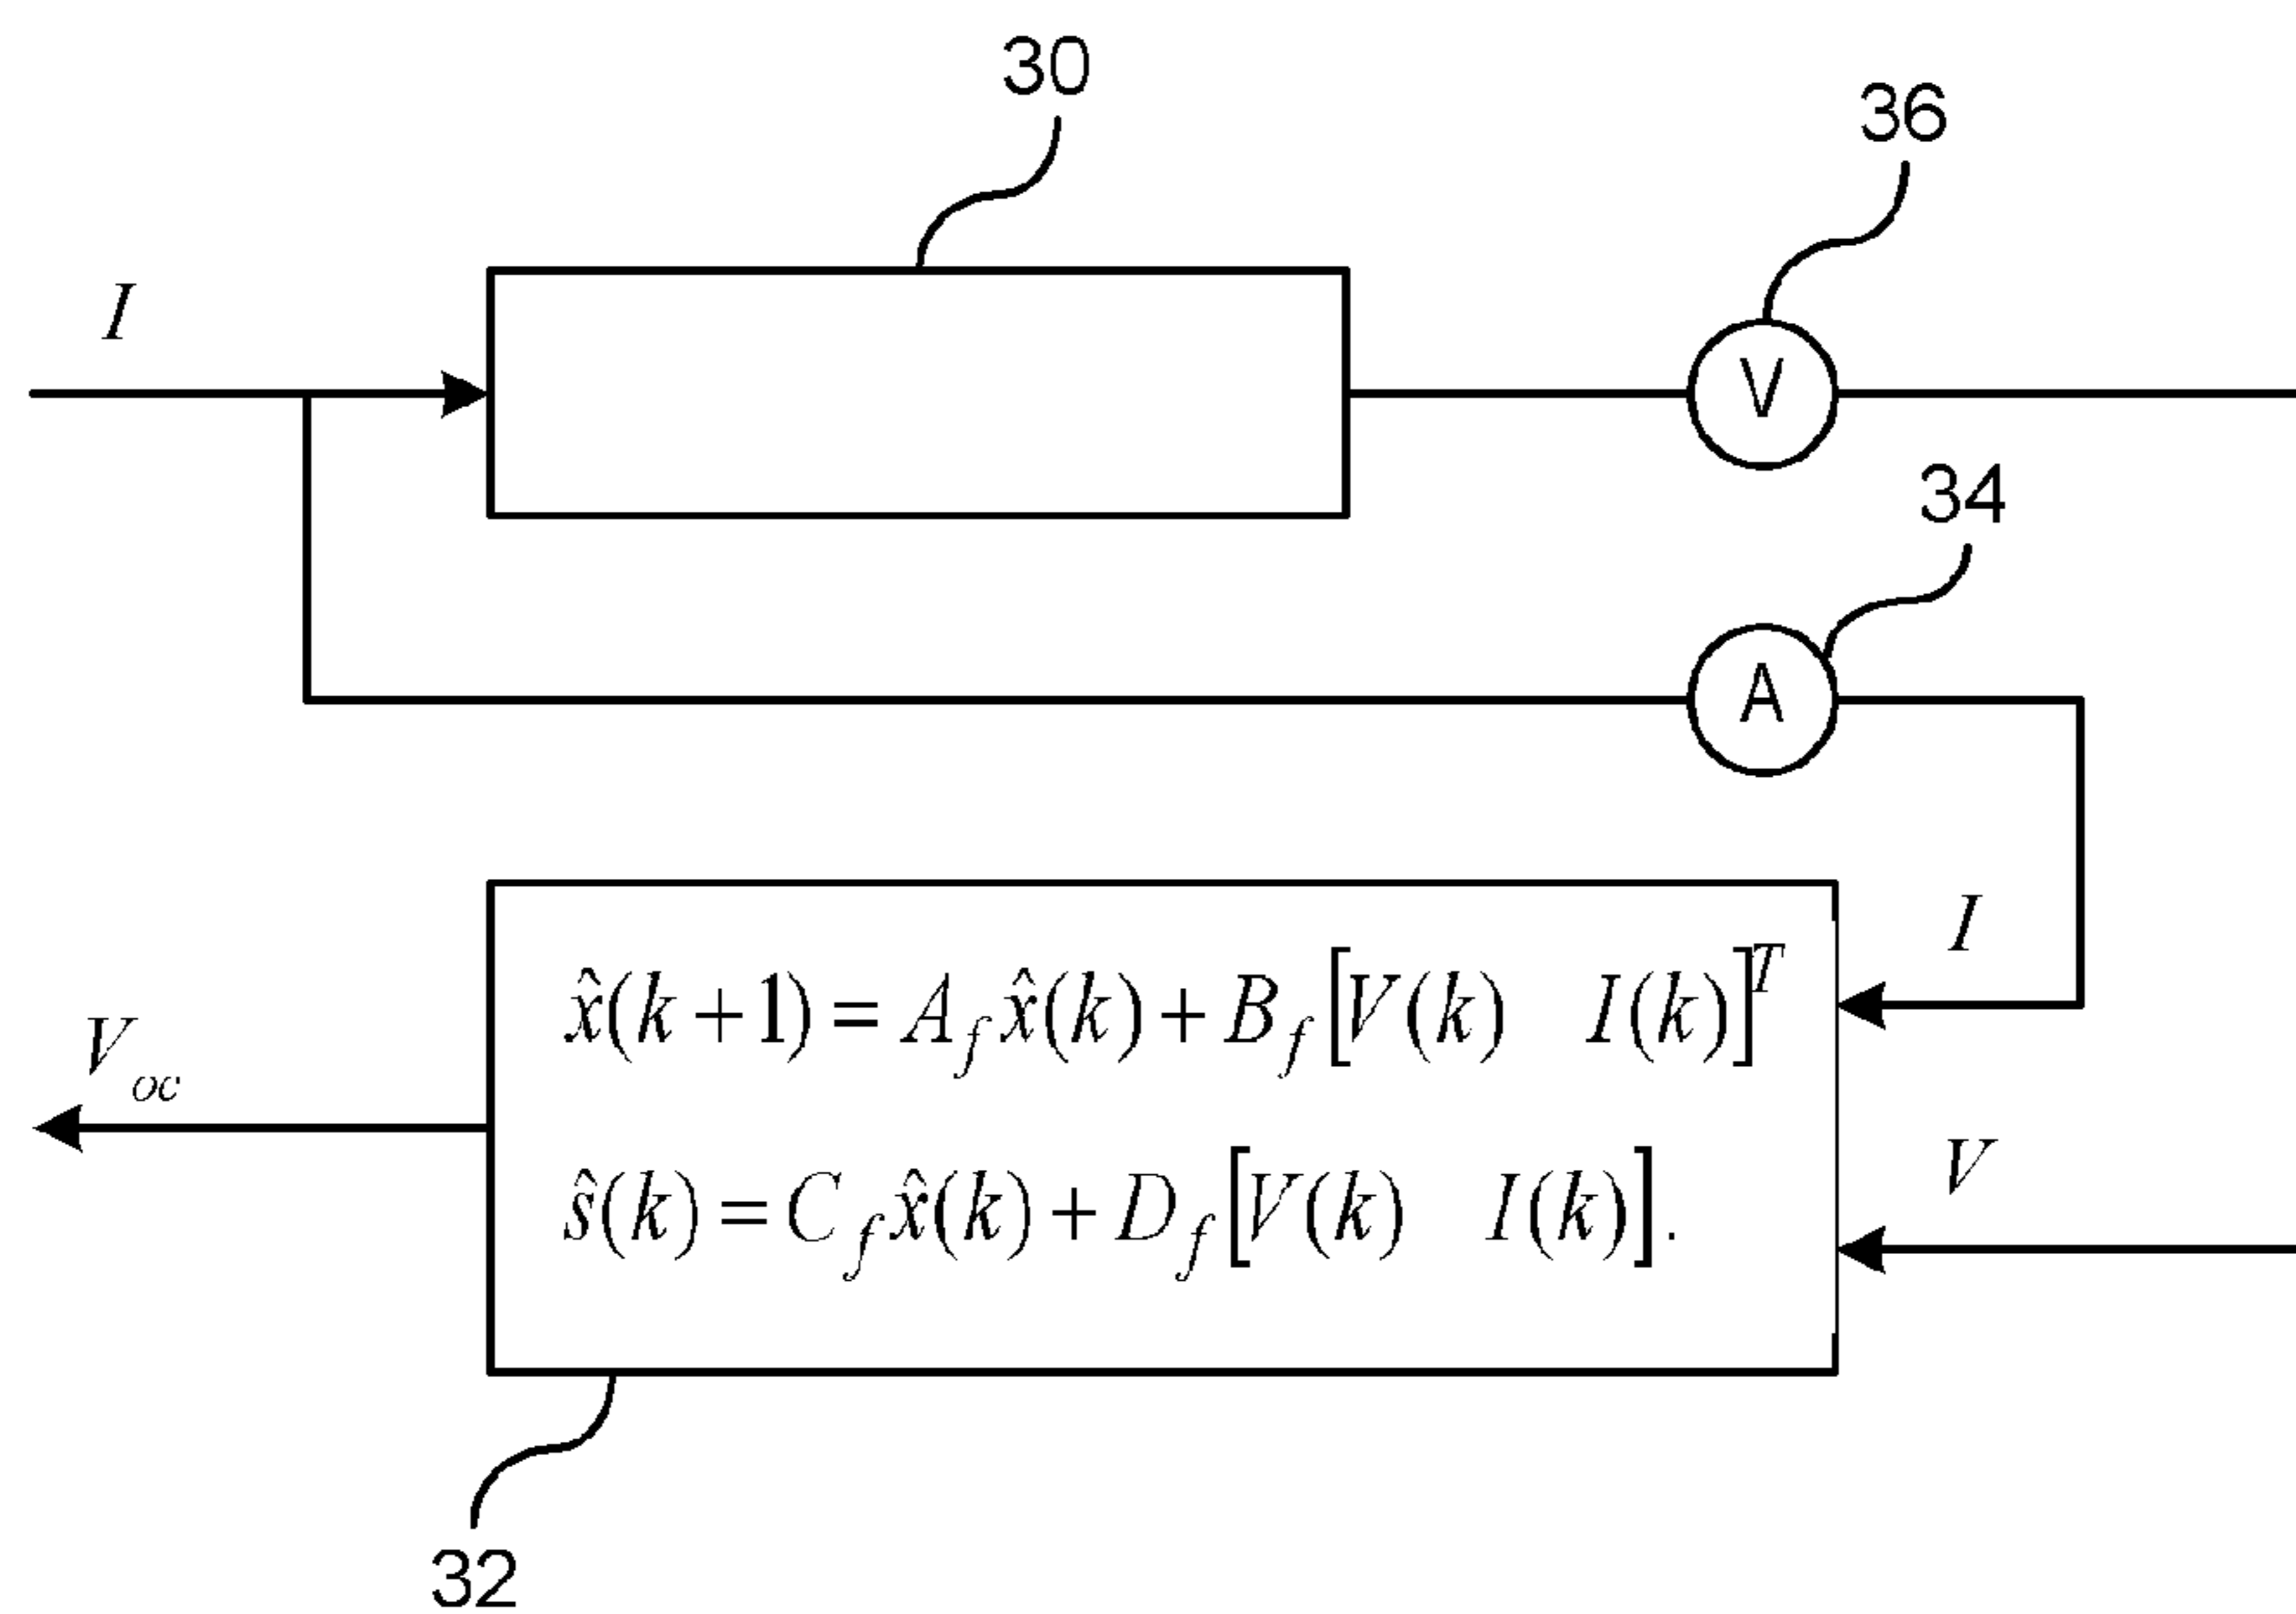 30
36
I
V
34
A
I
x̂(k+1) = A_f x̂(k) + B_f [V(k) I(k)]^T
V_oc
V
ŝ(k) = C_f x̂(k) + D_f [V(k) I(k)].
32